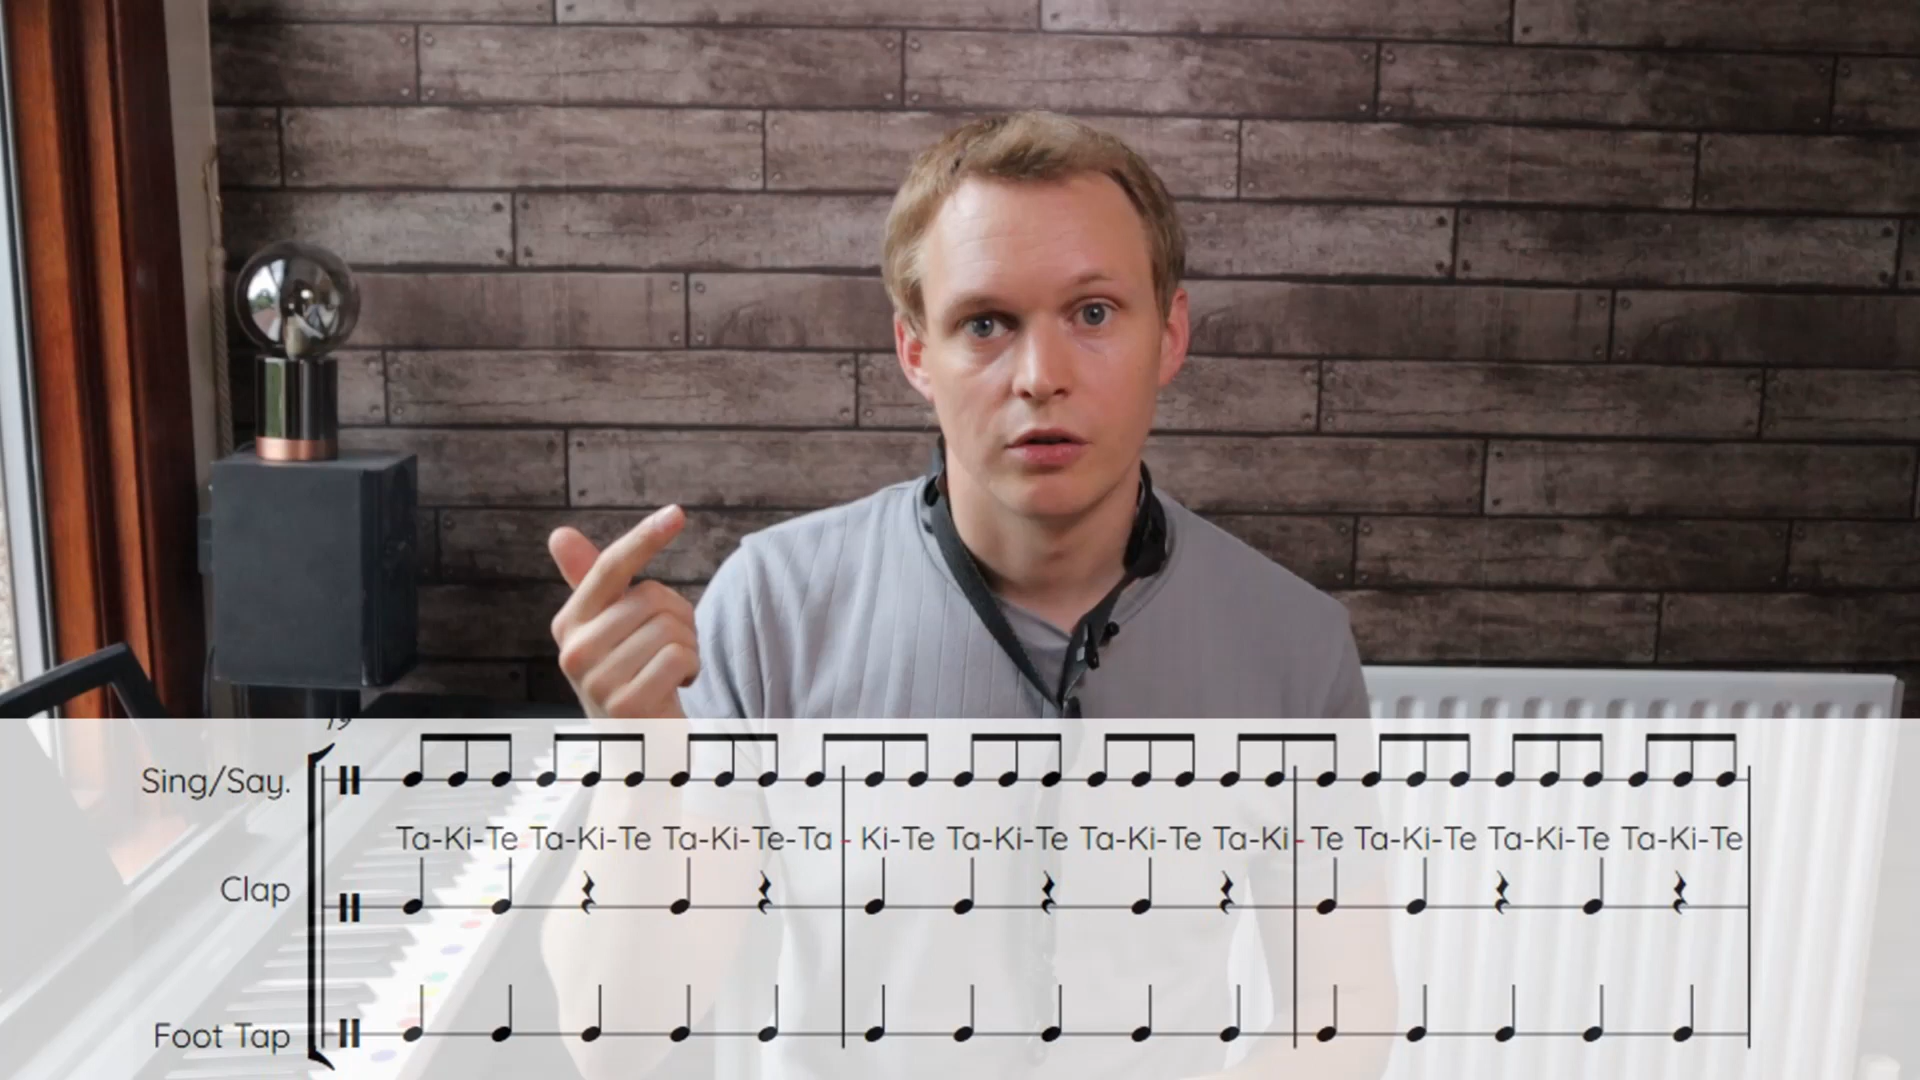 19
Sing/Say.
Ta-Ki-Te Ta-Ki-Te Ta-Ki-Te-Ta - Ki-Te Ta-Ki-Te Ta-Ki-Te Ta-Ki - Te Ta-Ki-Te Ta-Ki-Te Ta-Ki-Te
Clap
Foot Tap